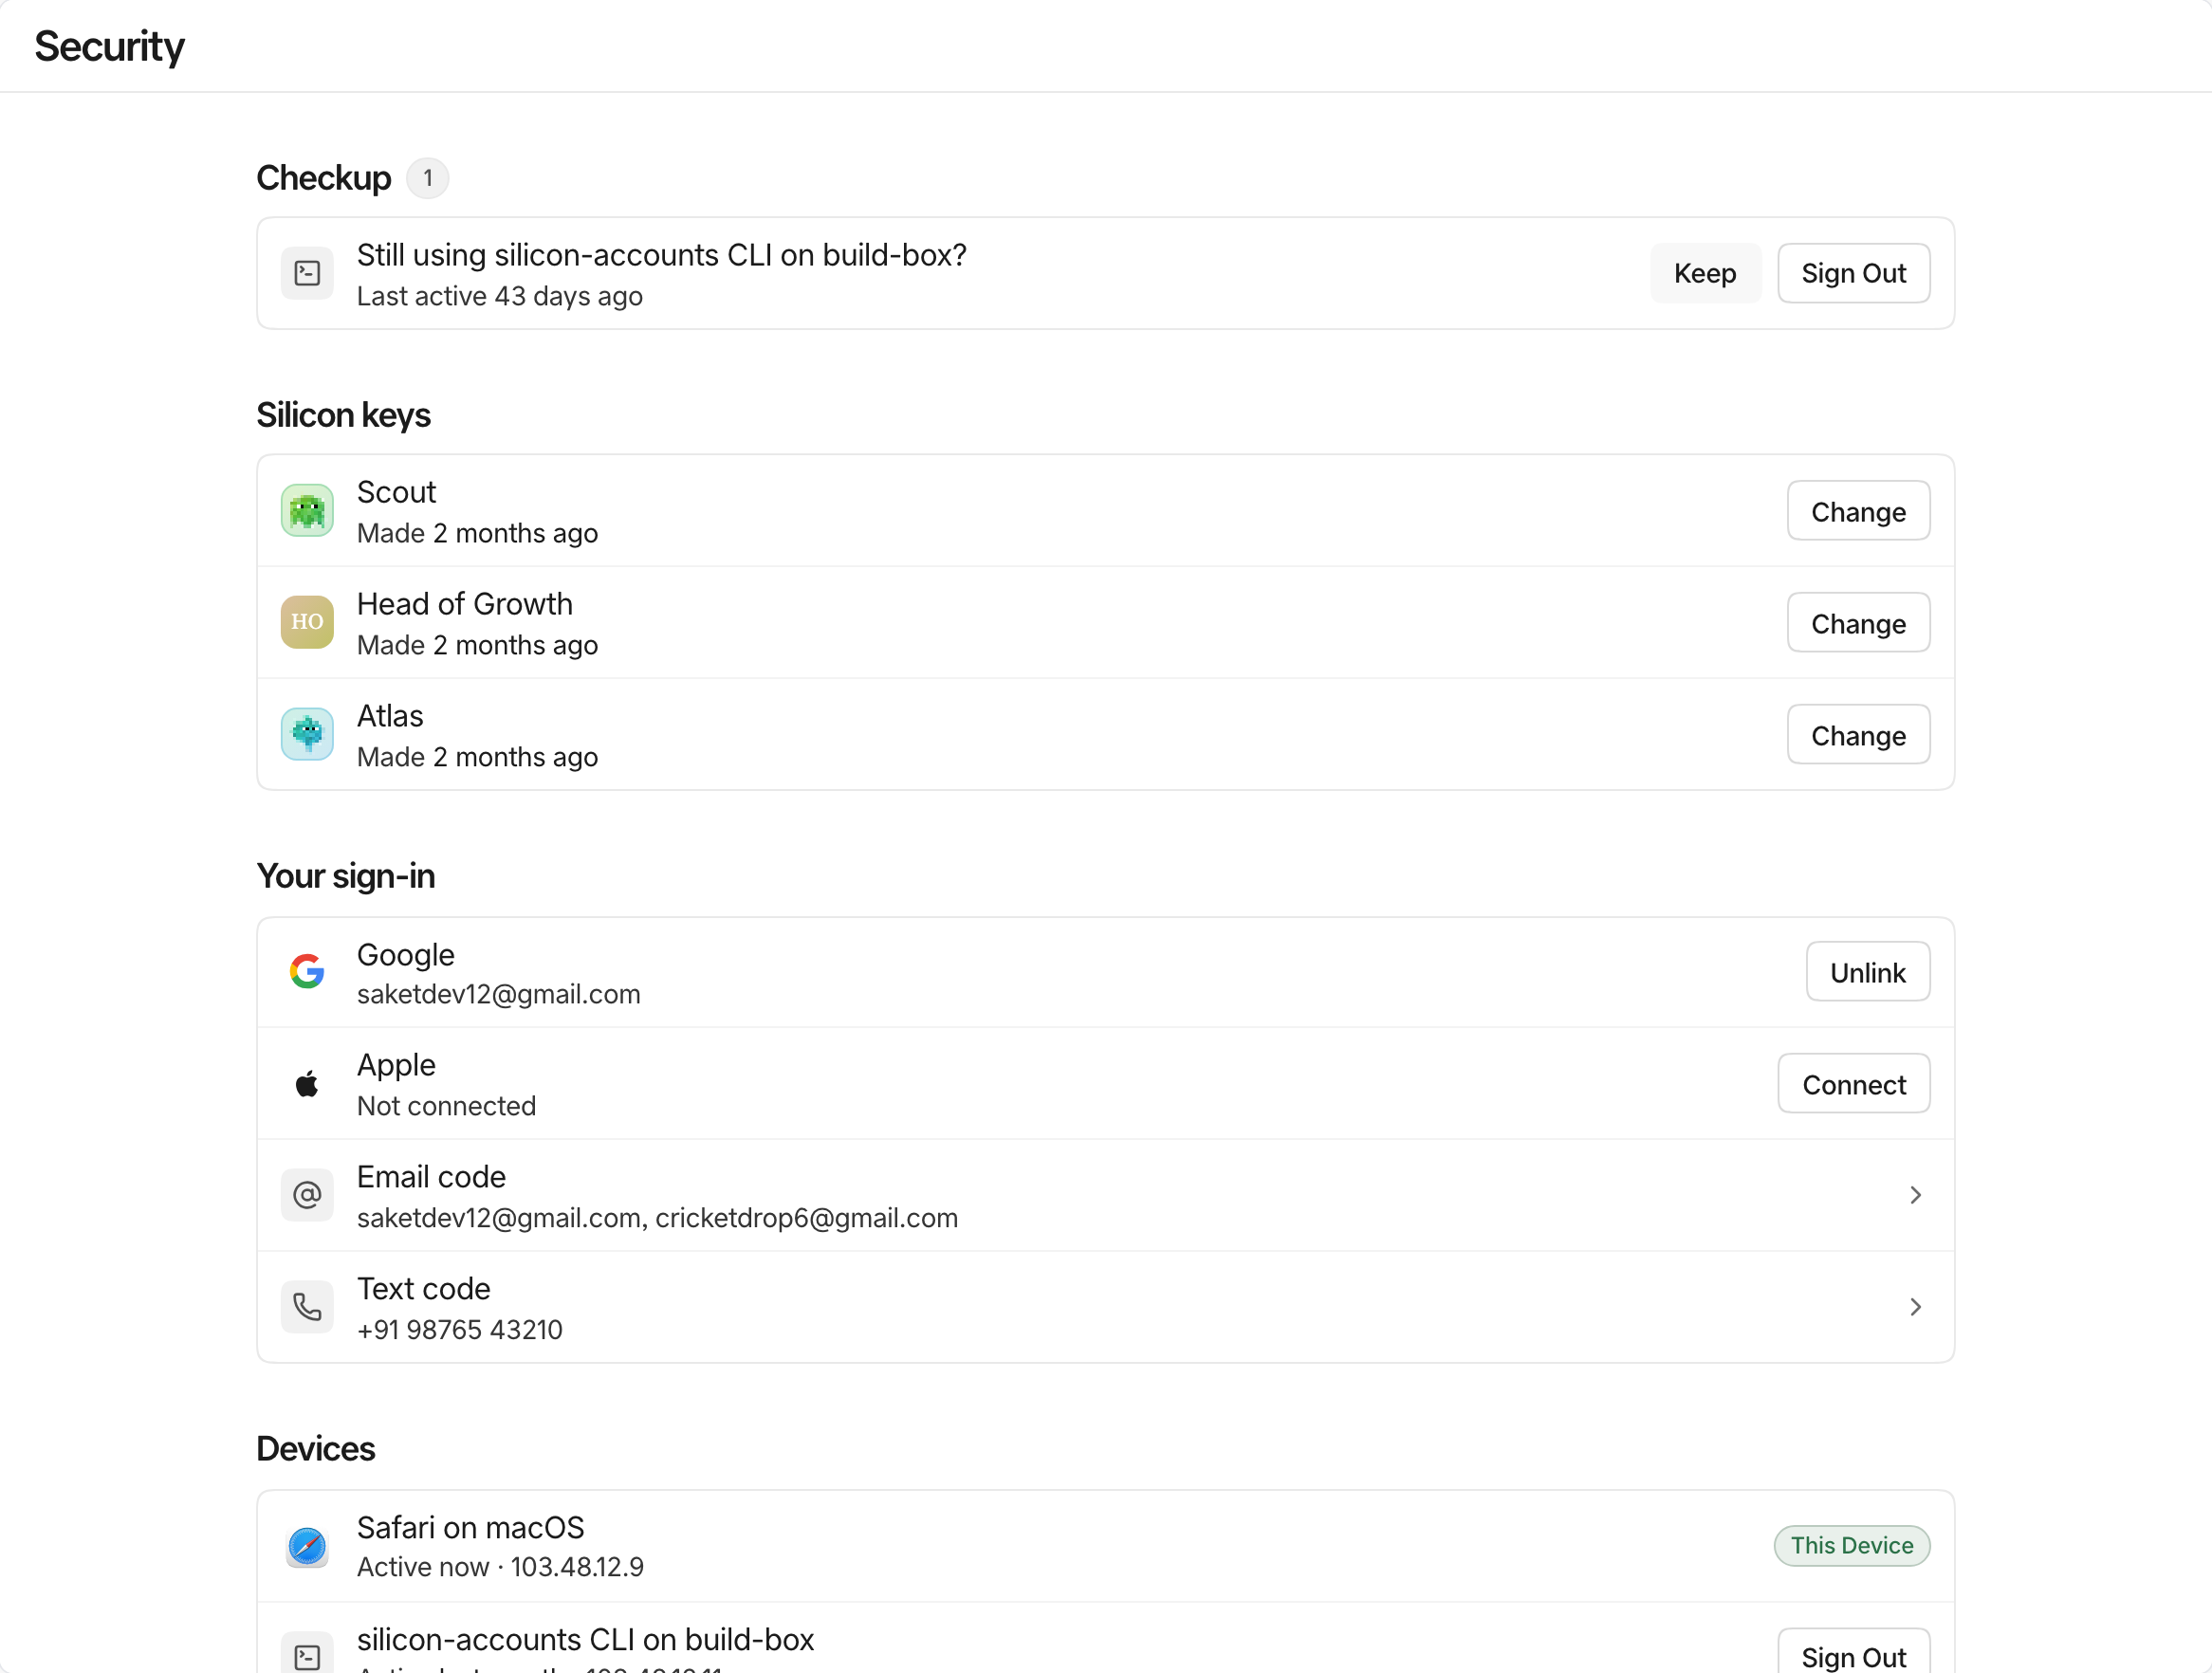 Security
Checkup 1
Still using silicon-accounts CLI on build-box?
Last active 43 days ago
Keep
Sign Out
Silicon keys
Scout
Made 2 months ago
Change
HO
Head of Growth
Made 2 months ago
Change
Atlas
Made 2 months ago
Change
Your sign-in
Google
saketdev12@gmail.com
Unlink
Apple
Not connected
Connect
Email code
saketdev12@gmail.com, cricketdrop6@gmail.com
Text code
+91 98765 43210
Devices
Safari on macOS
Active now · 103.48.12.9
This Device
silicon-accounts CLI on build-box
Sign Out